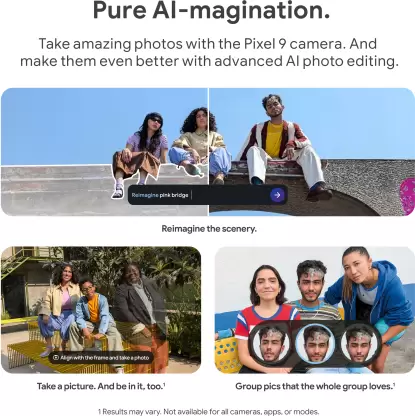 Pure AI-magination.
Take amazing photos with the Pixel 9 camera. And
make them even better with advanced AI photo editing.
Reimagine pink bridge
Reimagine the scenery.
Align with the frame and take a photo
Take a picture. And be in it, too.¹
Group pics that the whole group loves.¹
1 Results may vary. Not available for all cameras, apps, or modes.